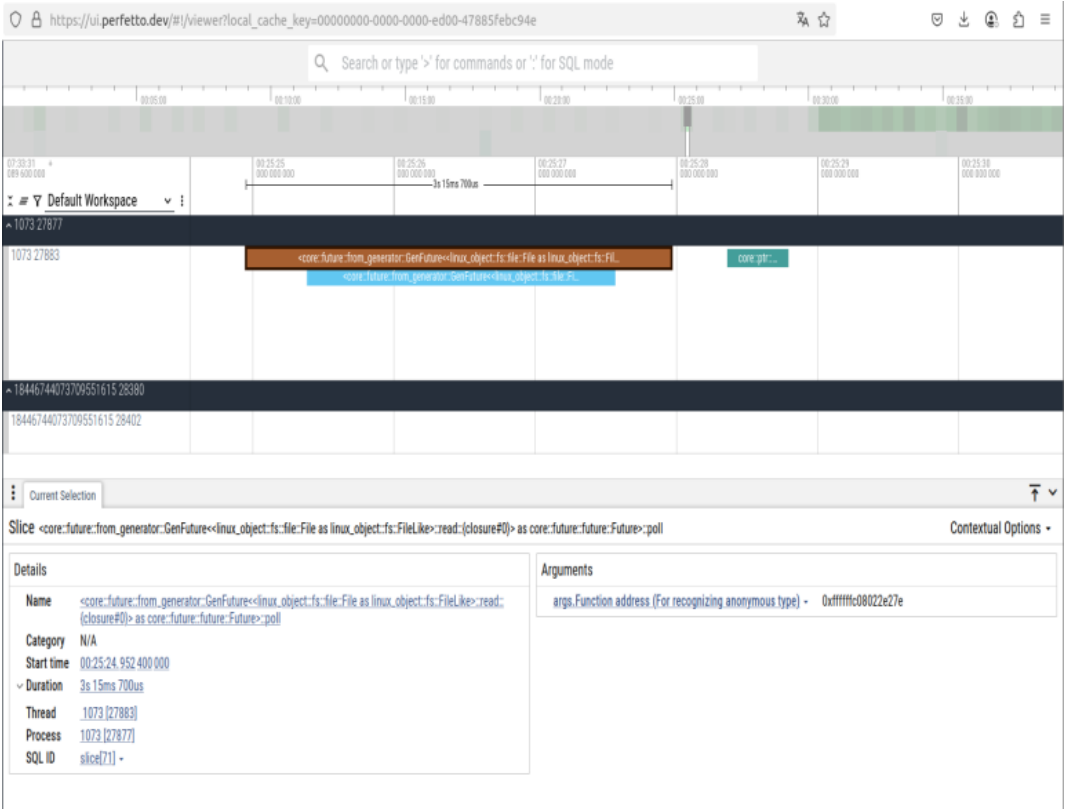 https://ui.perfetto.dev/#!/viewer?local_cache_key=00000000-0000-0000-ed00-47885febc94e
Search or type '>' for commands or ':' for SQL mode
00:05:00 00:10:00 00:15:00 00:20:00 00:25:00 00:30:00 00:35:00
07:33:31 + 00:25:25 00:25:26 00:25:27 00:25:28 00:25:29 00:25:30
089 600 000 000 000 000 000 000 000 000 000 000 000 000 000 000 000 000 000 000 000
3s 15ms 700us
Default Workspace
1073 27877
1073 27883 <core::future::from_generator::GenFuture<<linux_object::fs::file::File as linux_object::fs::Fil... core::ptr::...
<core::future::from_generator::GenFuture<<linux_object::fs::file::Fi...
18446744073709551615 28380
18446744073709551615 28402
Current Selection
Slice <core::future::from_generator::GenFuture<<linux_object::fs::file::File as linux_object::fs::FileLike>::read::{closure#0}> as core::future::future::Future>::poll Contextual Options
Details
Name <core::future::from_generator::GenFuture<<linux_object::fs::file::File as linux_object::fs::FileLike>::read::
{closure#0}> as core::future::future::Future>::poll
Category N/A
Start time 00:25:24.952 400 000
Duration 3s 15ms 700us
Thread 1073 [27883]
Process 1073 [27877]
SQL ID slice[71]
Arguments
args.Function address (For recognizing anonymous type) 0xffffffc08022e27e